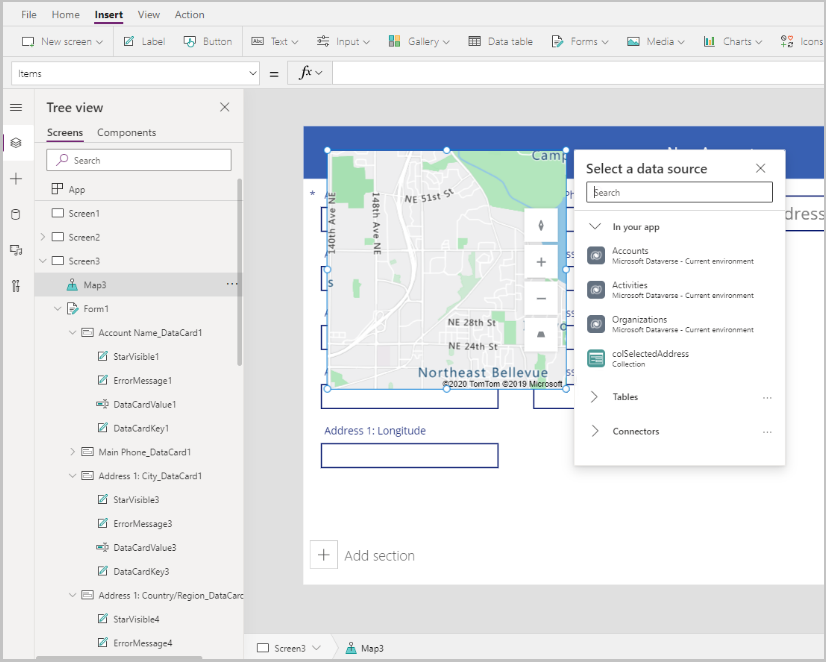 File Home Insert View Action
New screen Label Button Text Input Gallery Data table Forms Media Charts Icons
Items = fx
Tree view
Screens Components
Search
App
Screen1
Screen2
Screen3
Map3 ...
Form1
Account Name_DataCard1
StarVisible1
ErrorMessage1
DataCardValue1
DataCardKey1
Main Phone_DataCard1
Address 1: City_DataCard1
StarVisible3
ErrorMessage3
DataCardValue3
DataCardKey3
Address 1: Country/Region_DataCard
StarVisible4
ErrorMessage4
*
Camp
NE 51st St
148th Ave NE
140th Ave NE
NE 28th St
NE 24th St
Northeast Bellevue
©2020 TomTom ©2019 Microsoft
Address 1: Longitude
Add section
Select a data source
Search
In your app
Accounts
Microsoft Dataverse - Current environment
Activities
Microsoft Dataverse - Current environment
Organizations
Microsoft Dataverse - Current environment
colSelectedAddress
Collection
Tables ...
Connectors ...
dress
Screen3 Map3